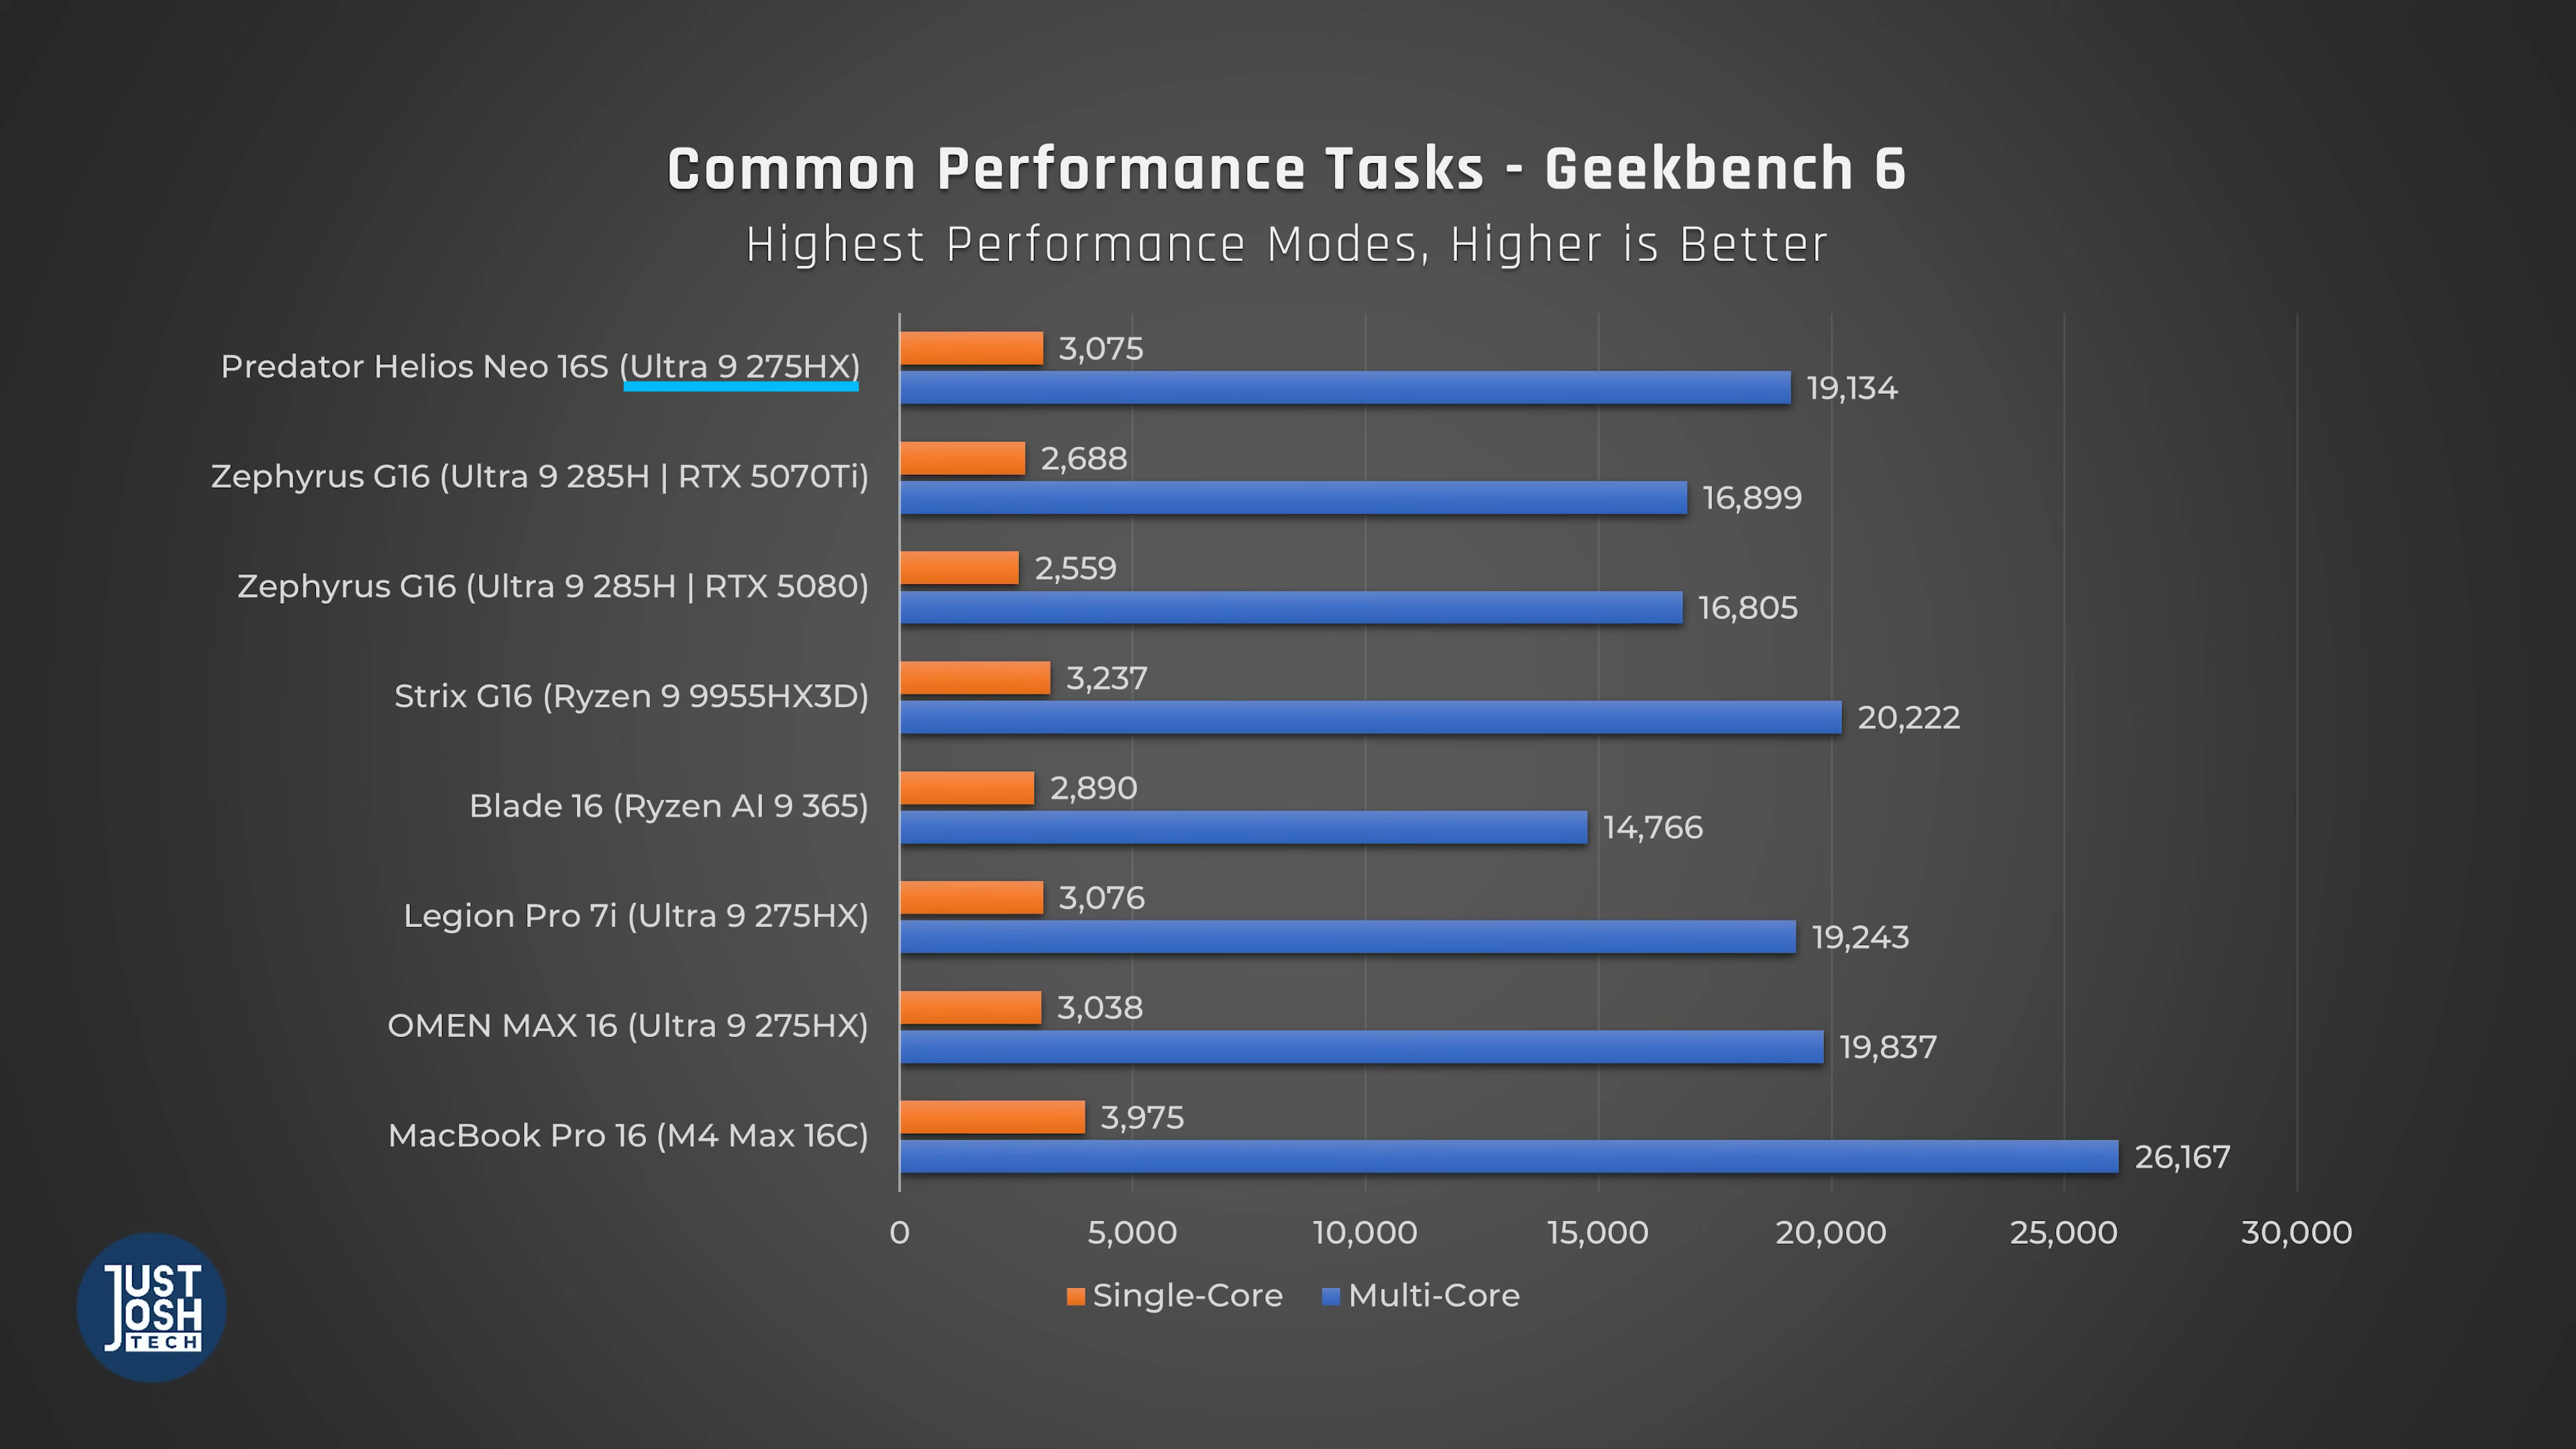 Common Performance Tasks - Geekbench 6
Highest Performance Modes, Higher is Better
Predator Helios Neo 16S (Ultra 9 275HX)
3,075
19,134
Zephyrus G16 (Ultra 9 285H | RTX 5070Ti)
2,688
16,899
Zephyrus G16 (Ultra 9 285H | RTX 5080)
2,559
16,805
Strix G16 (Ryzen 9 9955HX3D)
3,237
20,222
Blade 16 (Ryzen AI 9 365)
2,890
14,766
Legion Pro 7i (Ultra 9 275HX)
3,076
19,243
OMEN MAX 16 (Ultra 9 275HX)
3,038
19,837
MacBook Pro 16 (M4 Max 16C)
3,975
26,167
0 5,000 10,000 15,000 20,000 25,000 30,000
Single-Core Multi-Core
JUST
JOSH
TECH